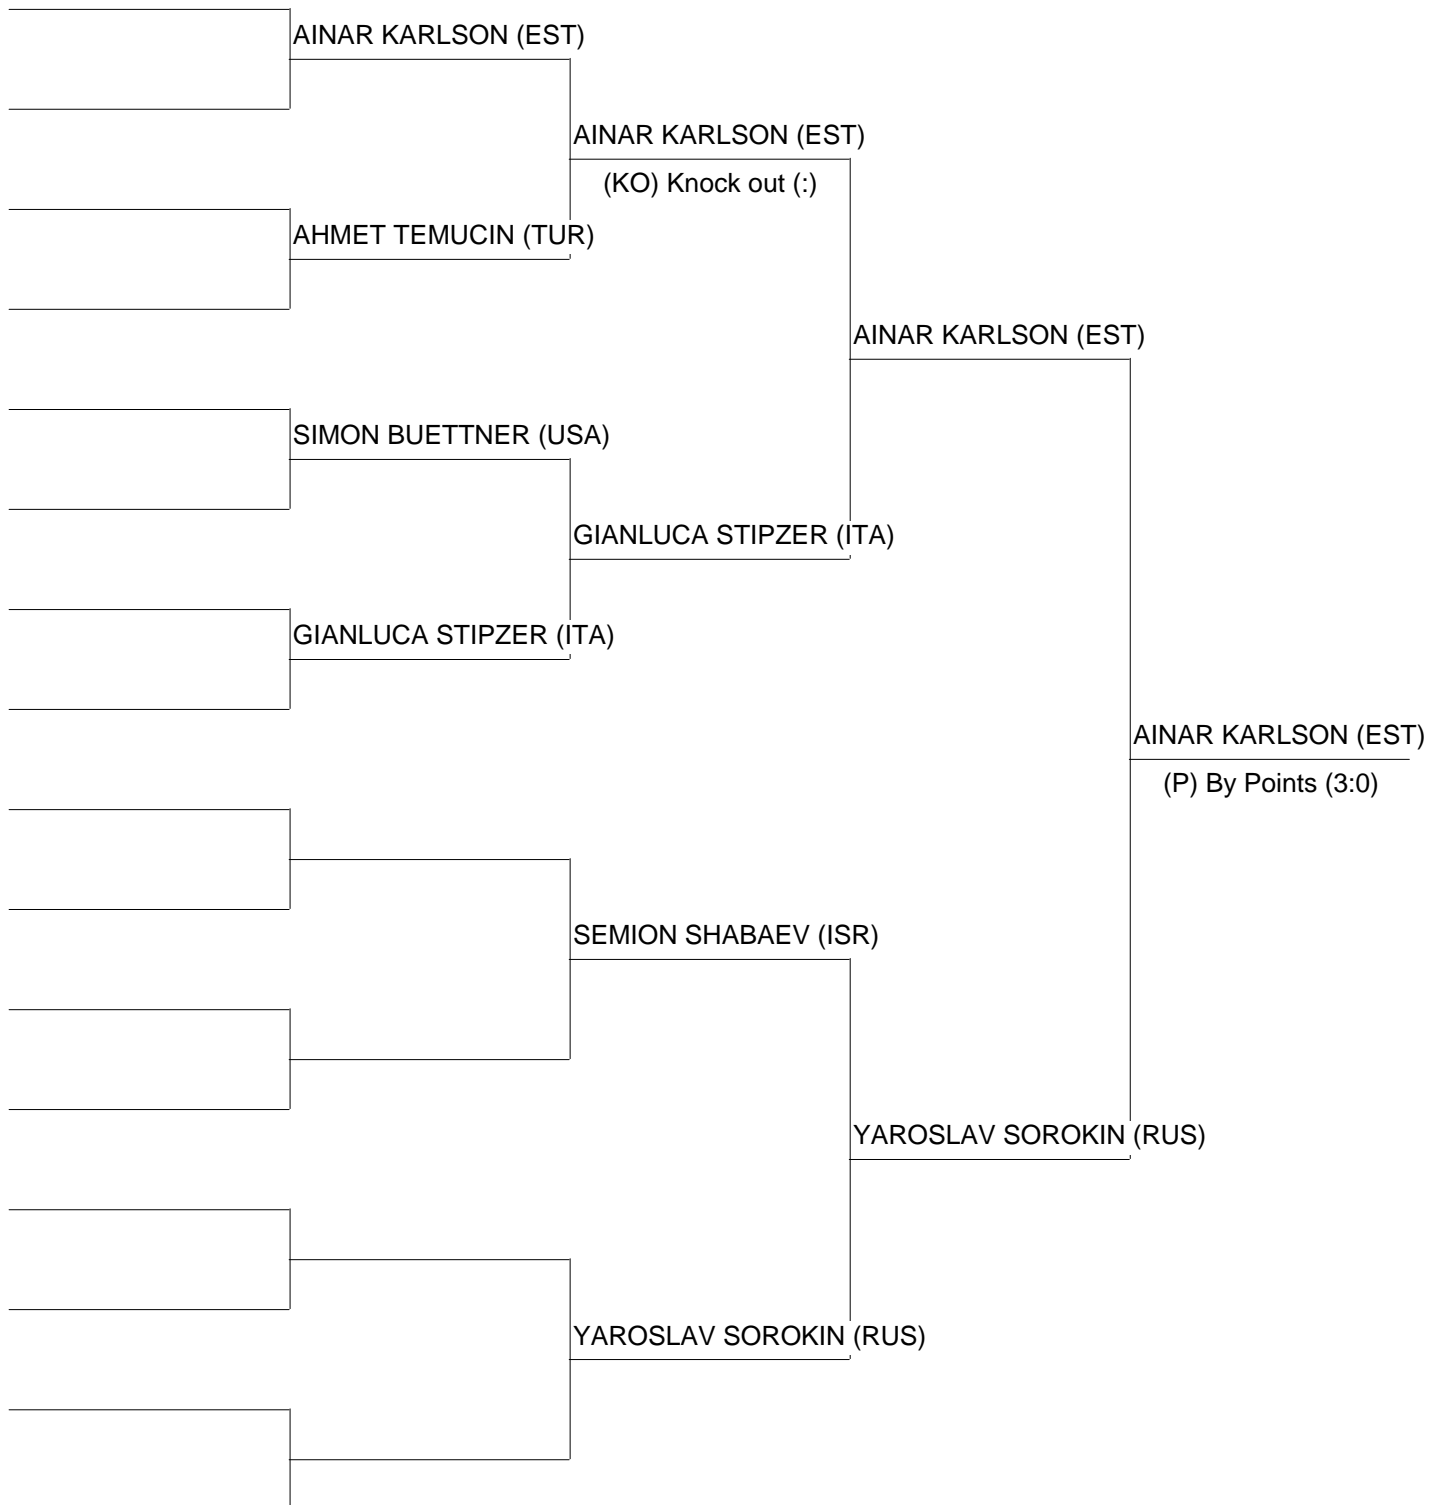 AINAR KARLSON (EST)
AINAR KARLSON (EST)
(KO) Knock out (:)
AHMET TEMUCIN (TUR)
AINAR KARLSON (EST)
SIMON BUETTNER (USA)
GIANLUCA STIPZER (ITA)
GIANLUCA STIPZER (ITA)
AINAR KARLSON (EST)
(P) By Points (3:0)
SEMION SHABAEV (ISR)
YAROSLAV SOROKIN (RUS)
YAROSLAV SOROKIN (RUS)